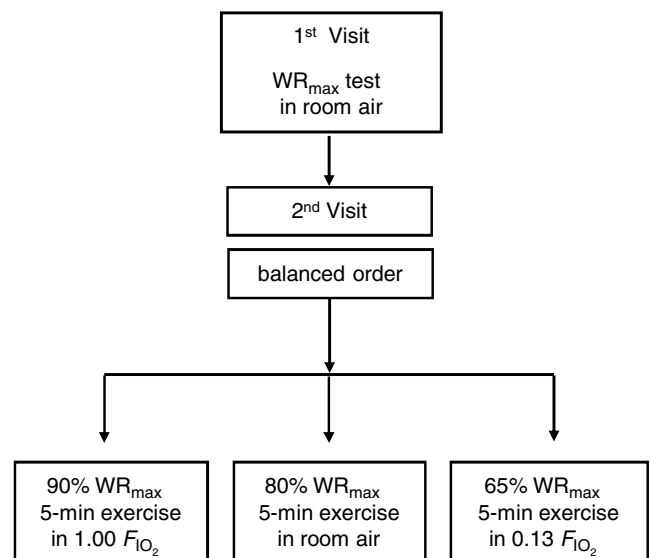 1st Visit
WRmax test
in room air
2nd Visit
balanced order
90% WRmax
5-min exercise
in 1.00 FIO2
80% WRmax
5-min exercise
in room air
65% WRmax
5-min exercise
in 0.13 FIO2